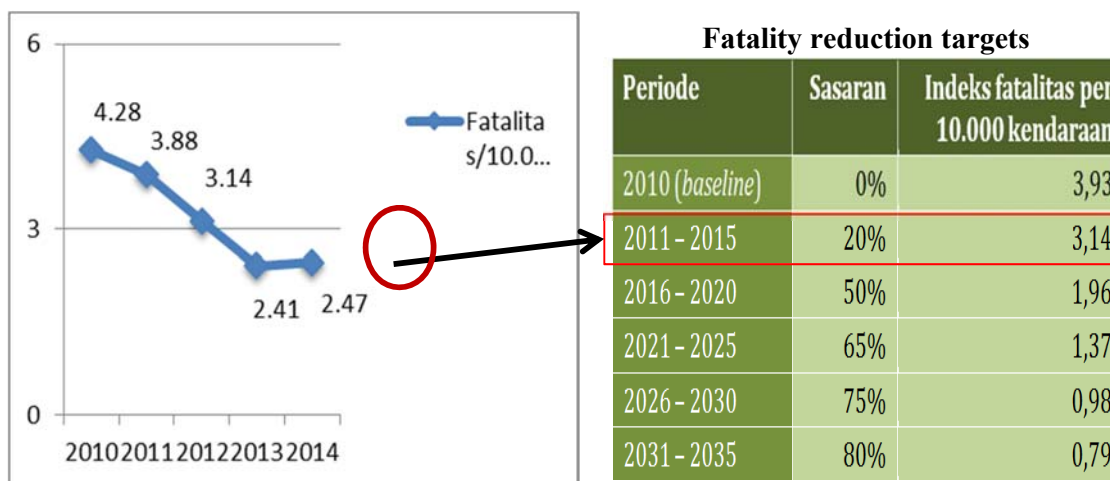 6
3
0
4.28
3.88
3.14
2.41
2.47
2010 2011 2012 2013 2014
Fatalita
s/10.0...
Fatality reduction targets
Periode Sasaran Indeks fatalitas per
10.000 kendaraan
2010 (baseline) 0% 3,93
2011 – 2015 20% 3,14
2016 – 2020 50% 1,96
2021 – 2025 65% 1,37
2026 – 2030 75% 0,98
2031 – 2035 80% 0,79